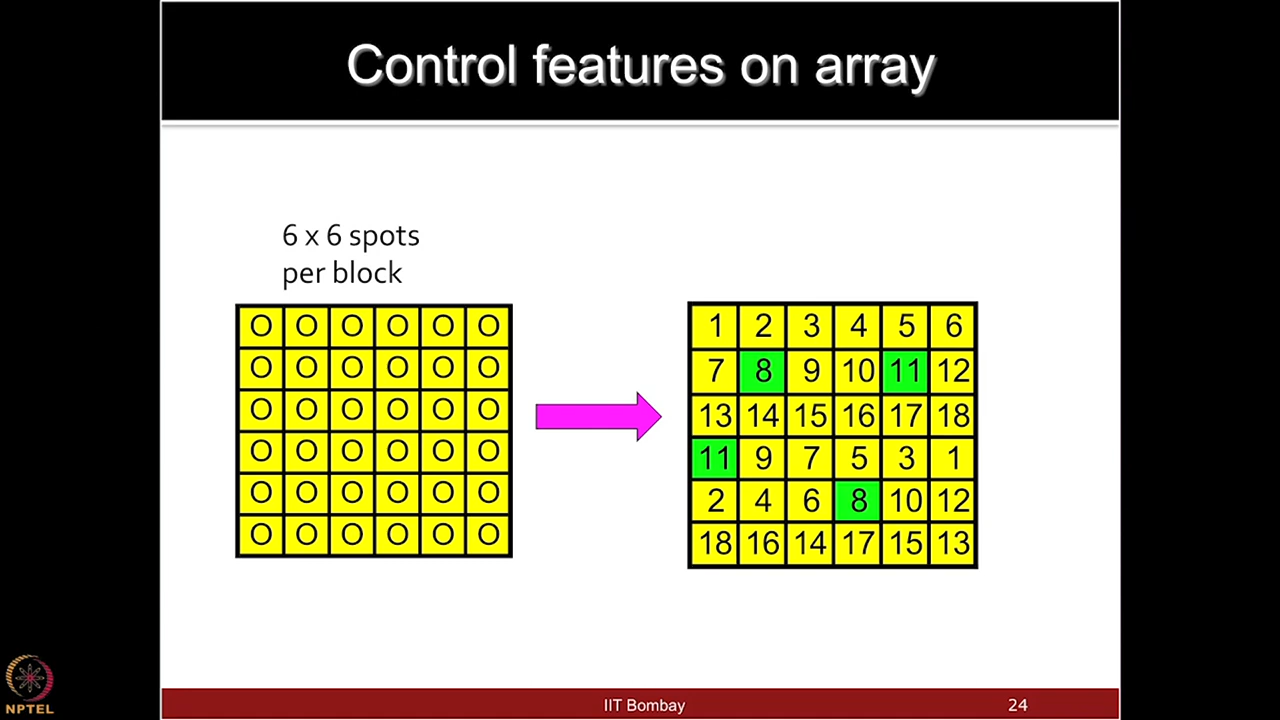 Control features on array
6 x 6 spots
per block
O O O O O O
O O O O O O
O O O O O O
O O O O O O
O O O O O O
O O O O O O
1 2 3 4 5 6
7 8 9 10 11 12
13 14 15 16 17 18
11 9 7 5 3 1
2 4 6 8 10 12
18 16 14 17 15 13
NPTEL
IIT Bombay
24